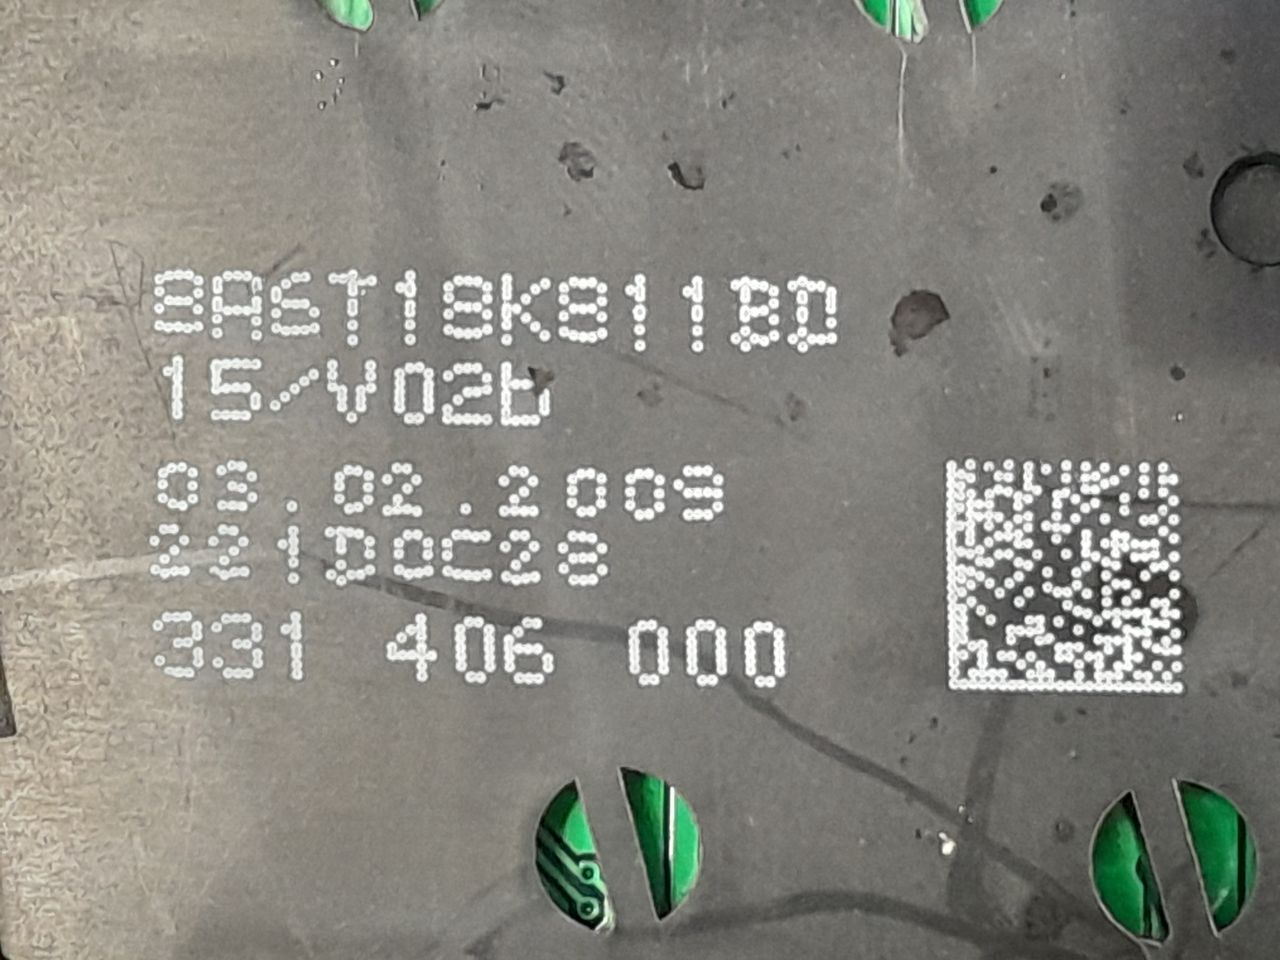 8A6T18K811BD
15/V02b
03.02.2009
221D0C28
331 406 000